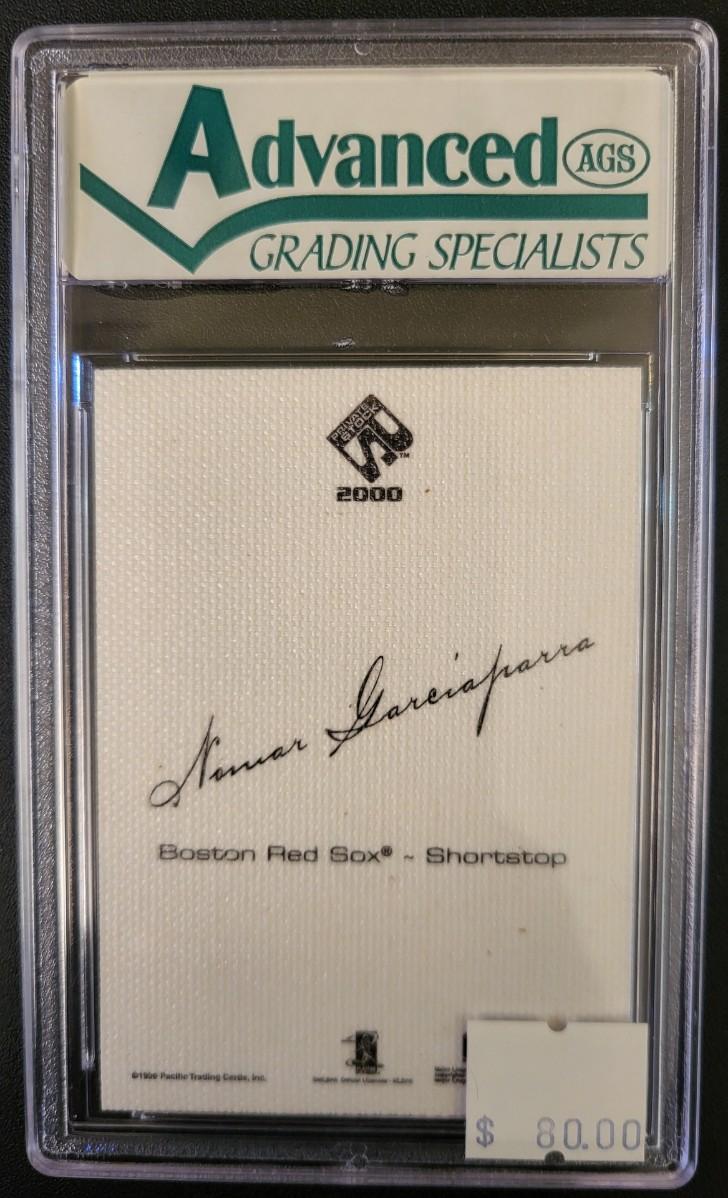 Advanced AGS
GRADING SPECIALISTS
PRIVATE
STOCK
TM
2000
Nomar Garciaparra
Boston Red Sox® ~ Shortstop
©1999 Pacific Trading Cards, Inc.
$ 80.00